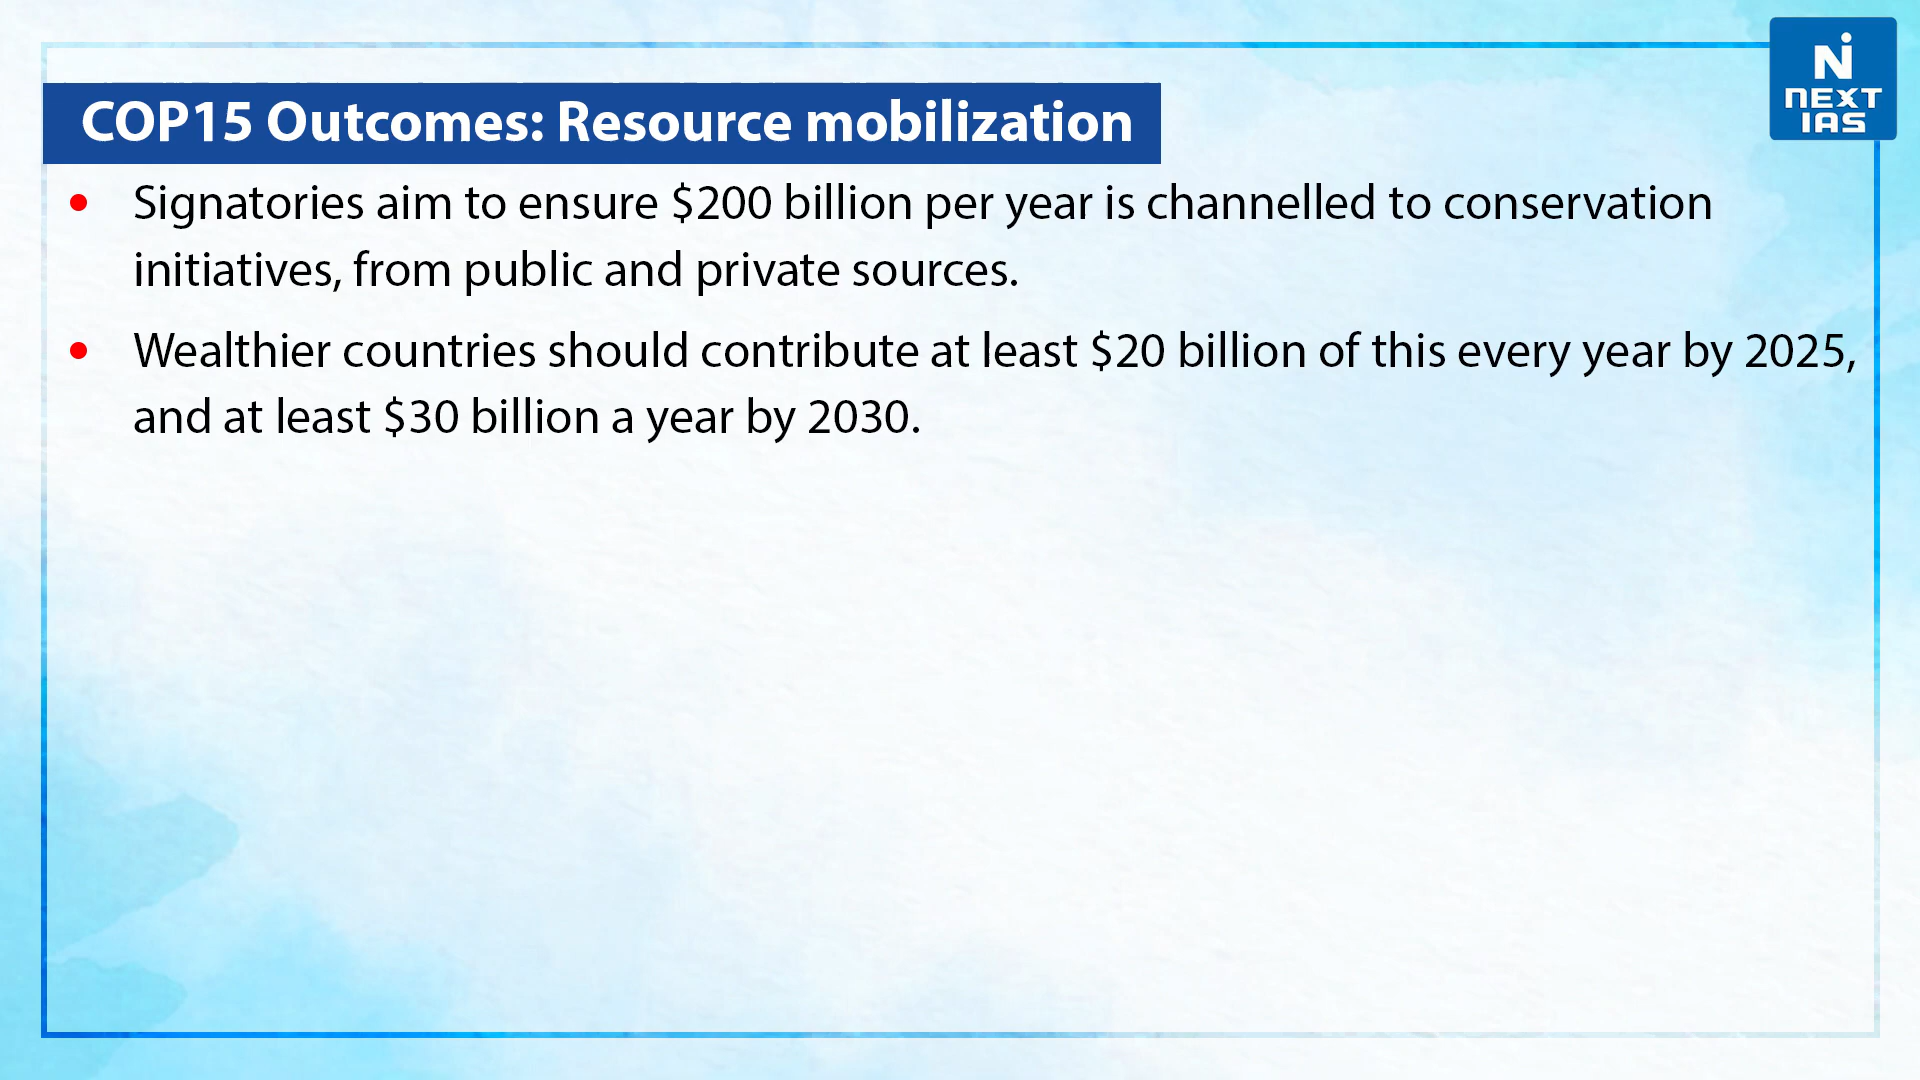 NEXT
IAS
COP15 Outcomes: Resource mobilization
• Signatories aim to ensure $200 billion per year is channelled to conservation
initiatives, from public and private sources.
• Wealthier countries should contribute at least $20 billion of this every year by 2025,
and at least $30 billion a year by 2030.